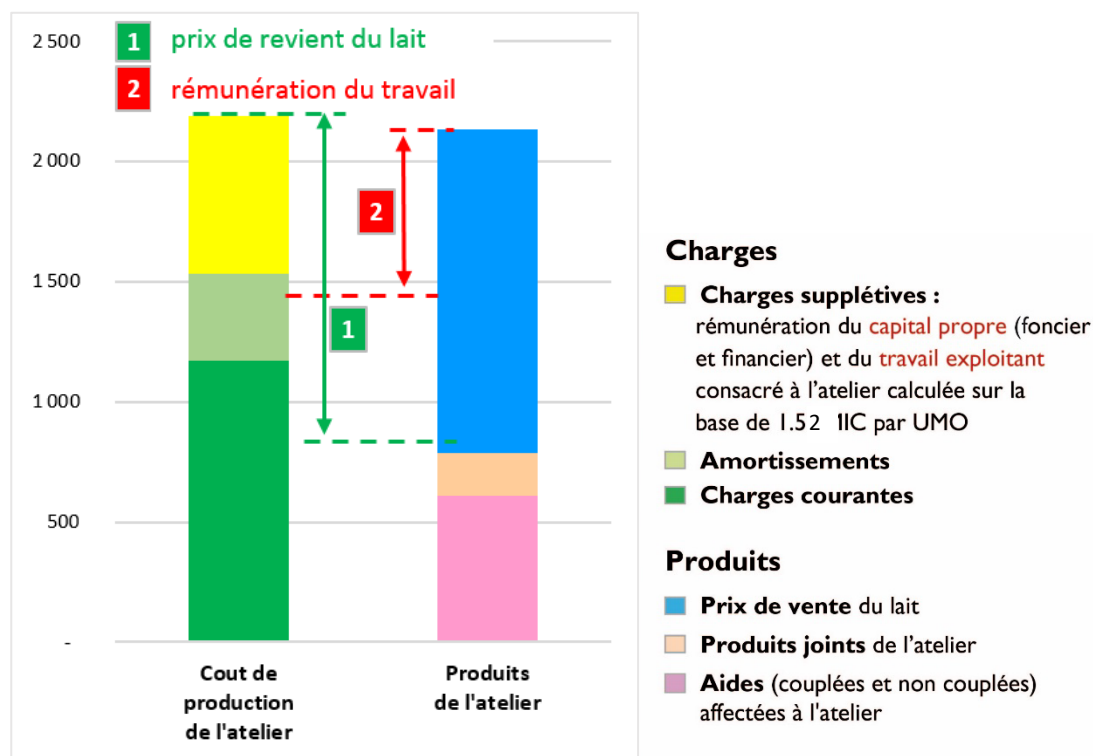 2 500
1 prix de revient du lait
2 rémunération du travail
2 000
2
1 500
1
1 000
500
-
Cout de
production
de l'atelier
Produits
de l'atelier
Charges
Charges supplétives :
rémunération du capital propre (foncier
et financier) et du travail exploitant
consacré à l'atelier calculée sur la
base de 1.52 1IC par UMO
Amortissements
Charges courantes
Produits
Prix de vente du lait
Produits joints de l'atelier
Aides (couplées et non couplées)
affectées à l'atelier